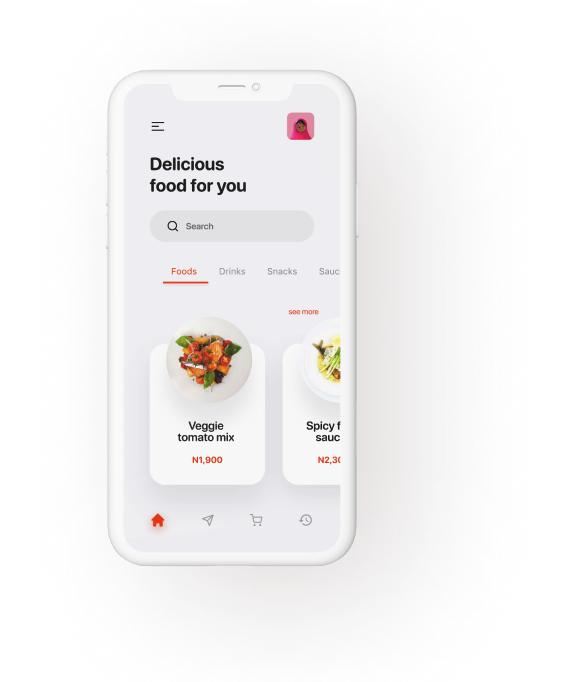 Delicious
food for you
Search
Foods Drinks Snacks Sauc
see more
Veggie
tomato mix
N1,900
Spicy f
sauc
N2,30